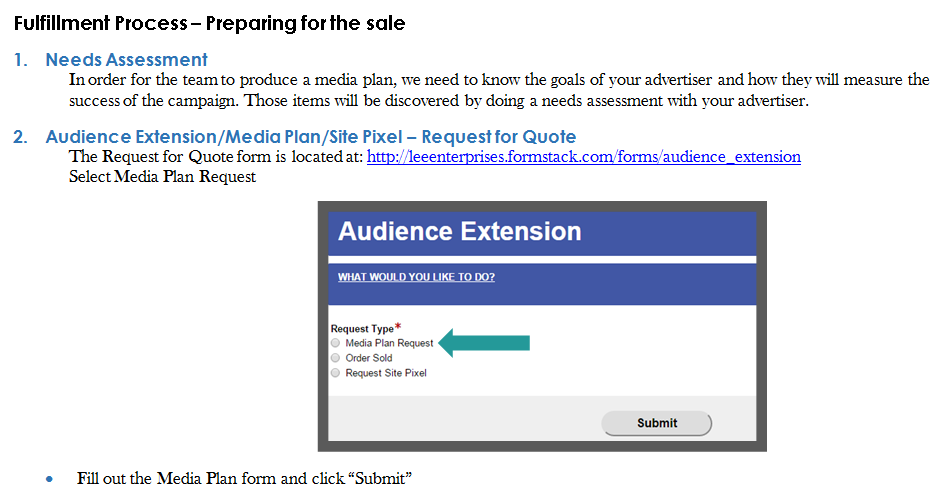 Fulfillment Process – Preparing for the sale
1. Needs Assessment
In order for the team to produce a media plan, we need to know the goals of your advertiser and how they will measure the
success of the campaign. Those items will be discovered by doing a needs assessment with your advertiser.
2. Audience Extension/Media Plan/Site Pixel – Request for Quote
The Request for Quote form is located at: http://leeenterprises.formstack.com/forms/audience_extension
Select Media Plan Request
Audience Extension
WHAT WOULD YOU LIKE TO DO?
Request Type*
Media Plan Request
Order Sold
Request Site Pixel
Submit
• Fill out the Media Plan form and click “Submit”